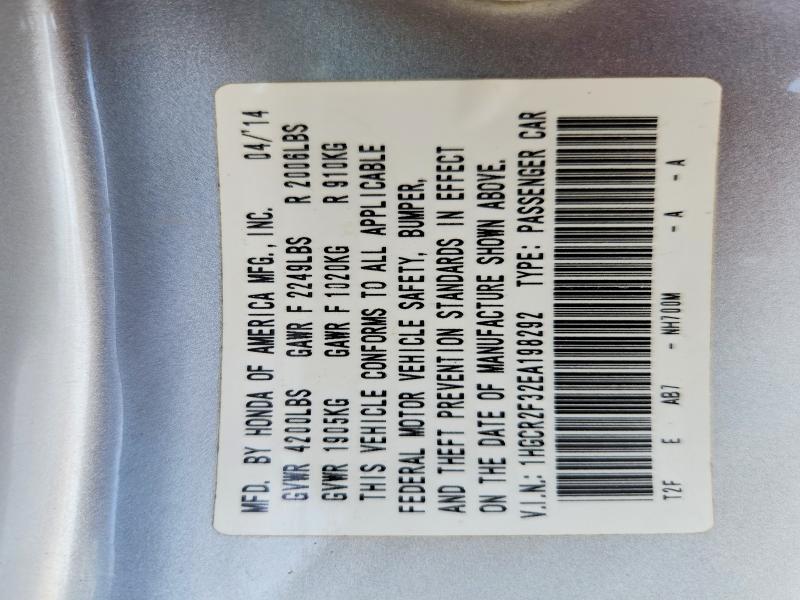 MFD. BY HONDA OF AMERICA MFG., INC. 04/'14
GVWR 4200LBS GAWR F 2249LBS R 2006LBS
GVWR 1905KG GAWR F 1020KG R 910KG
THIS VEHICLE CONFORMS TO ALL APPLICABLE
FEDERAL MOTOR VEHICLE SAFETY, BUMPER,
AND THEFT PREVENTION STANDARDS IN EFFECT
ON THE DATE OF MANUFACTURE SHOWN ABOVE.
V.I.N.: 1HGCR2F32EA198292 TYPE: PASSENGER CAR
T2F E AB7 - NH700M - A - A